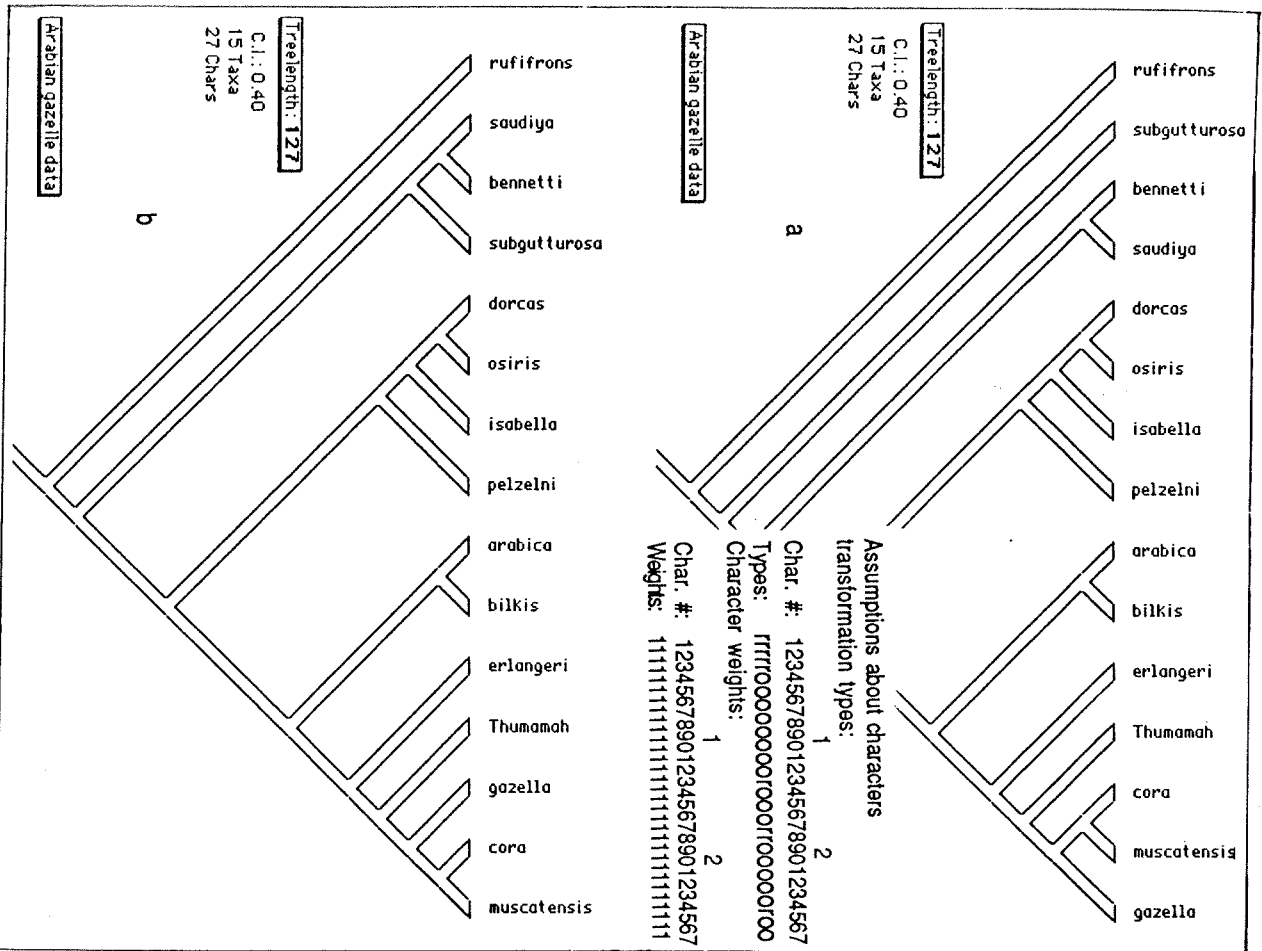 rufifrons
subgutturosa
bennetti
saudiya
dorcas
osiris
isabella
pelzelni
arabica
bilkis
erlangeri
Thumamah
cora
muscatensis
gazella
Treelength: 127
C.I.: 0.40
15 Taxa
27 Chars
a
Arabian gazelle data
Assumptions about characters
transformation types:
1 2
Char. #: 123456789012345678901234567
Types: rrrrroooooooorooorroooooroo
Character weights:
1 2
Char. #: 123456789012345678901234567
Weights: 111111111111111111111111111
rufifrons
saudiya
bennetti
subgutturosa
dorcas
osiris
isabella
pelzelni
arabica
bilkis
erlangeri
Thumamah
gazella
cora
muscatensis
Treelength: 127
C.I.: 0.40
15 Taxa
27 Chars
b
Arabian gazelle data